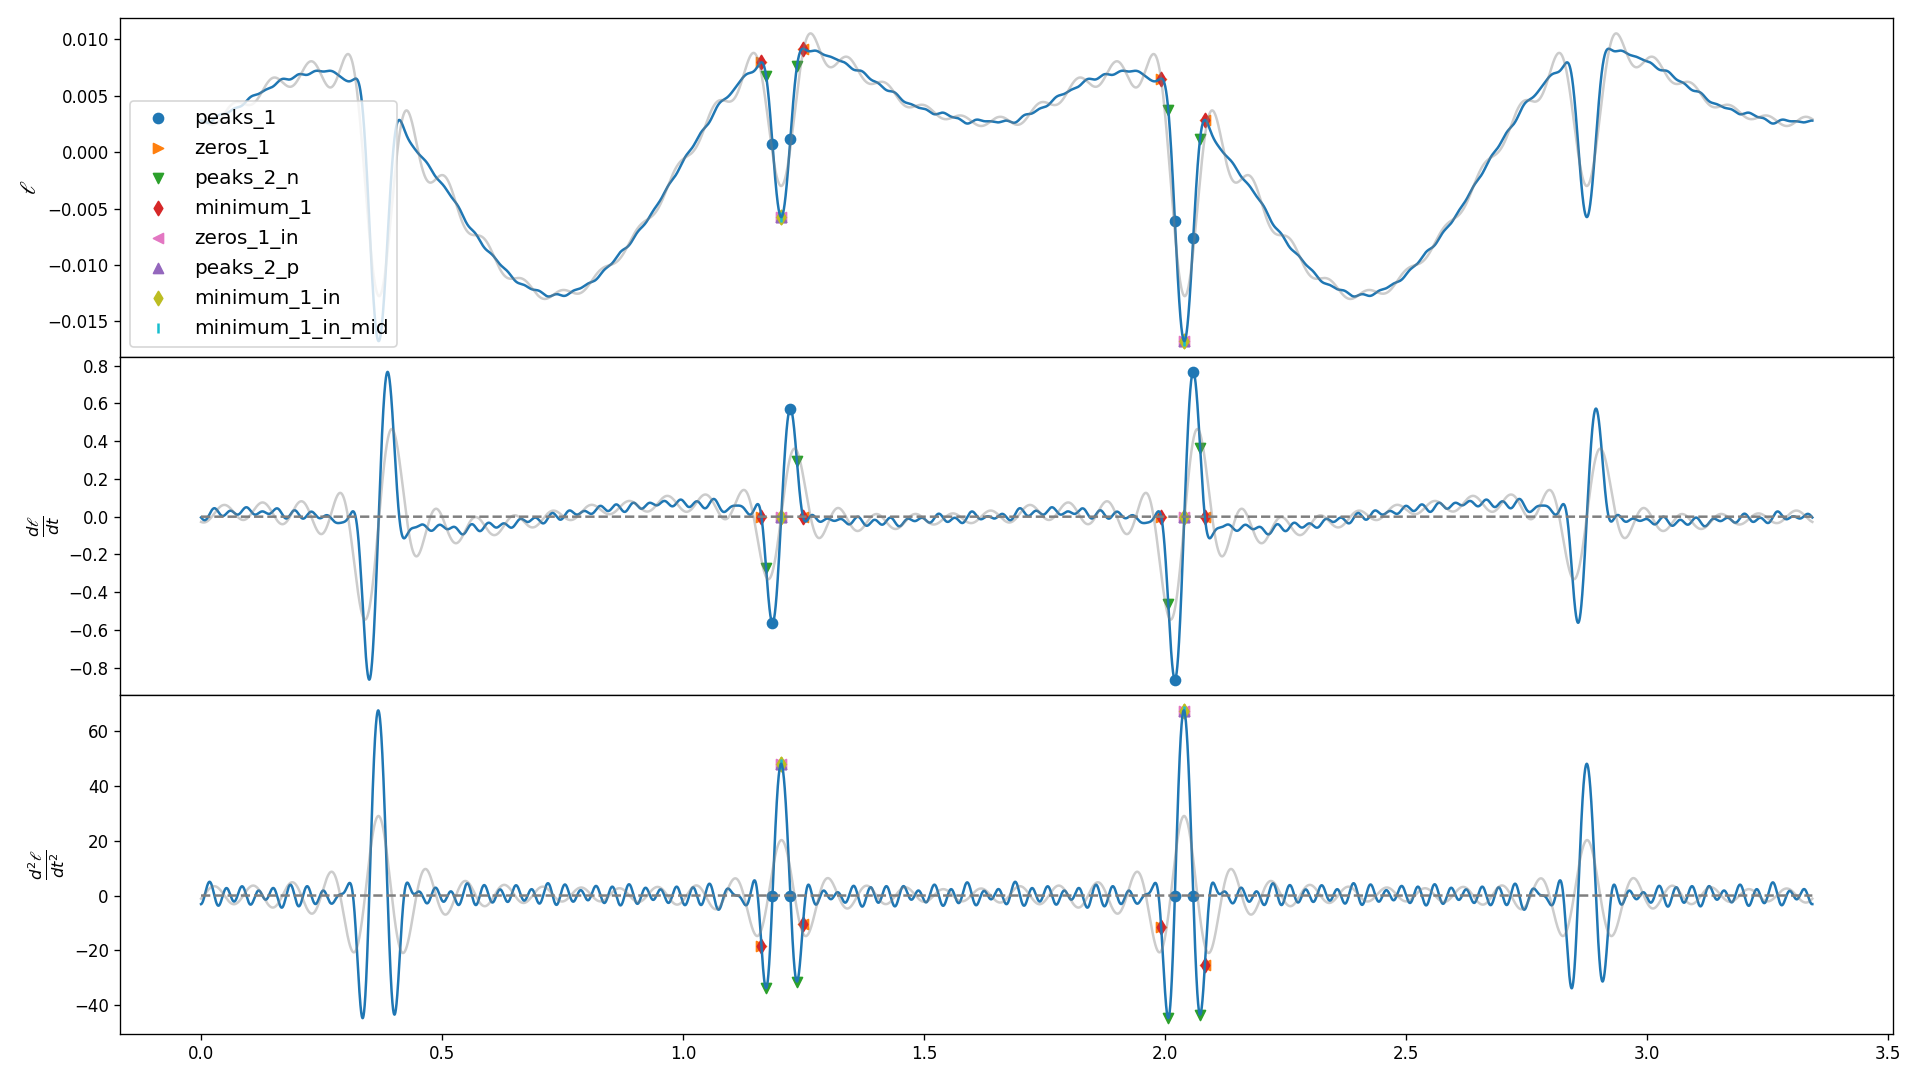 0.010
0.005
0.000
−0.005
−0.010
−0.015
ℓ
peaks_1
zeros_1
peaks_2_n
minimum_1
zeros_1_in
peaks_2_p
minimum_1_in
minimum_1_in_mid
0.8
0.6
0.4
0.2
0.0
−0.2
−0.4
−0.6
−0.8
dℓ
dt
60
40
20
0
−20
−40
d²ℓ
dt²
0.0 0.5 1.0 1.5 2.0 2.5 3.0 3.5